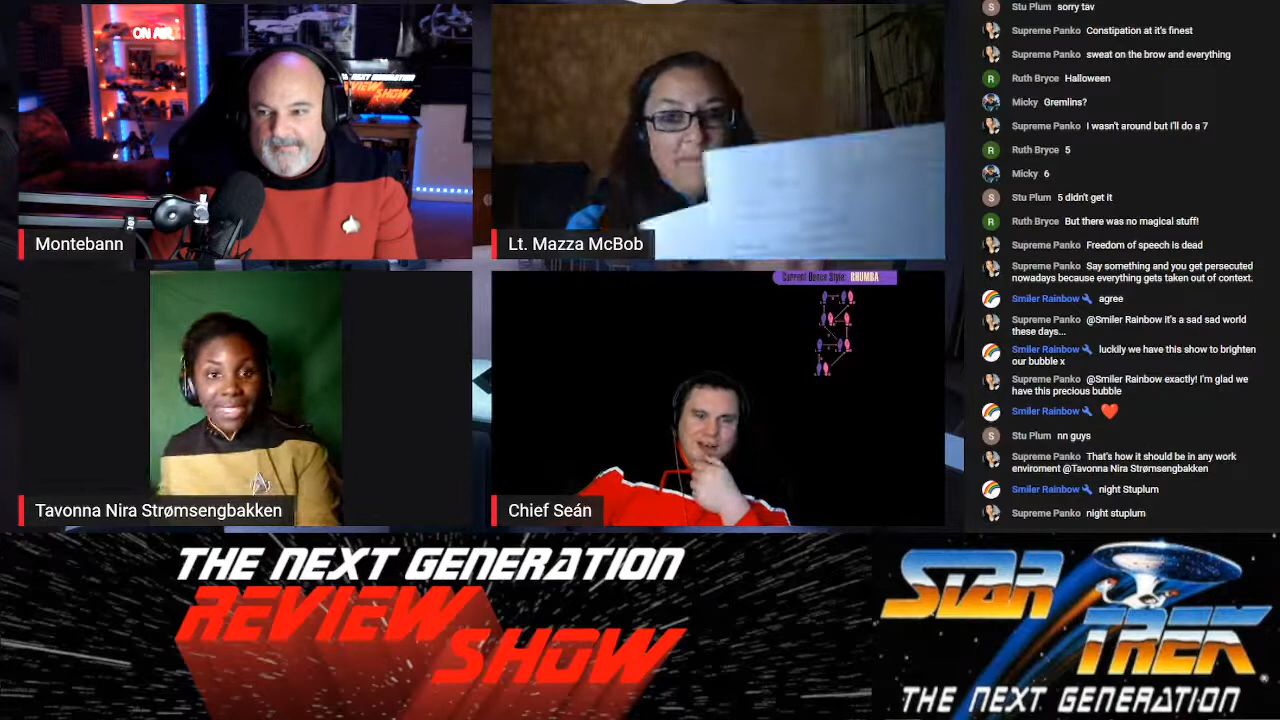 ON AIR
THE NEXT GENERATION
REVIEW
SHOW
Montebann
Lt. Mazza McBob
Current Dance Style: RHUMBA
Tavonna Nira Strømsengbakken
Chief Seán
S Stu Plum sorry tav
Supreme Panko Constipation at it's finest
Supreme Panko sweat on the brow and everything
R Ruth Bryce Halloween
Micky Gremlins?
Supreme Panko I wasn't around but I'll do a 7
R Ruth Bryce 5
Micky 6
S Stu Plum 5 didn't get it
R Ruth Bryce But there was no magical stuff!
Supreme Panko Freedom of speech is dead
Supreme Panko Say something and you get persecuted
nowadays because everything gets taken out of context.
Smiler Rainbow agree
Supreme Panko @Smiler Rainbow it's a sad sad world
these days...
Smiler Rainbow luckily we have this show to brighten
our bubble x
Supreme Panko @Smiler Rainbow exactly! I'm glad we
have this precious bubble
Smiler Rainbow ❤️
S Stu Plum nn guys
Supreme Panko That's how it should be in any work
enviroment @Tavonna Nira Strømsengbakken
Smiler Rainbow night Stuplum
Supreme Panko night stuplum
THE NEXT GENERATION
REVIEW
SHOW
STAR
TREK
THE NEXT GENERATION